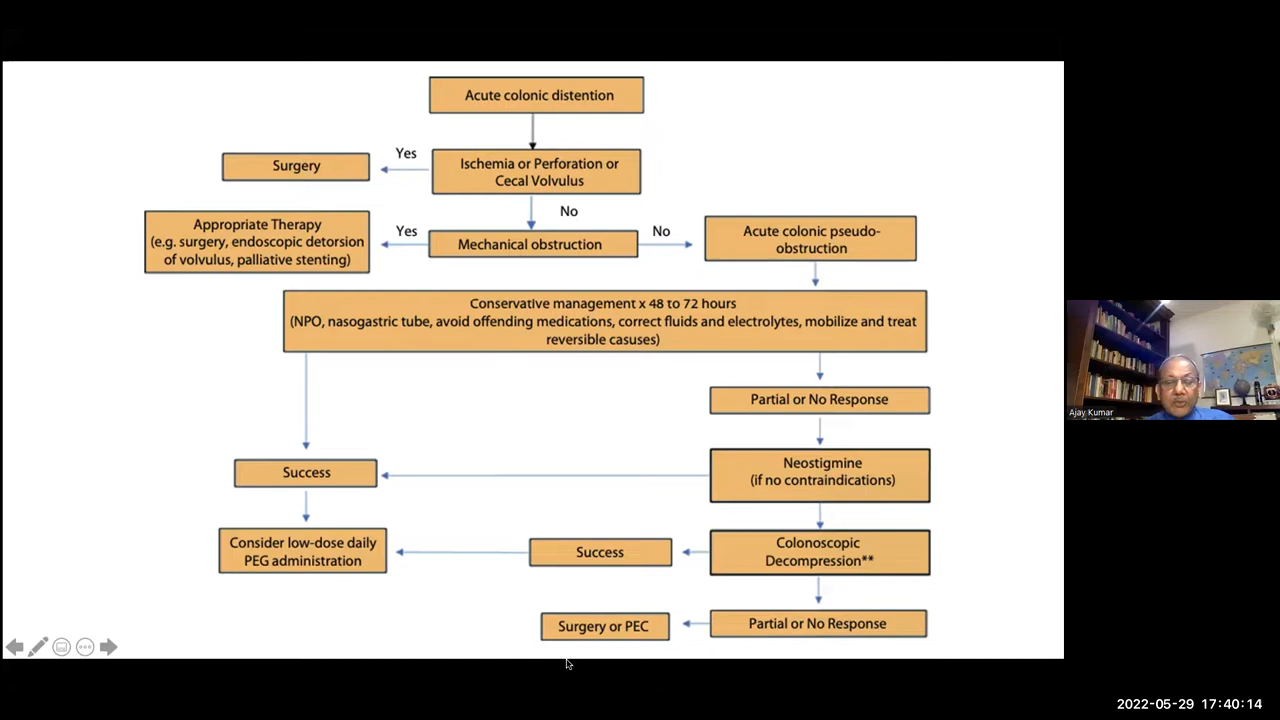 Acute colonic distention
Yes
Ischemia or Perforation or
Cecal Volvulus
Surgery
No
Appropriate Therapy
(e.g. surgery, endoscopic detorsion
of volvulus, palliative stenting)
Yes
Mechanical obstruction
No
Acute colonic pseudo-
obstruction
Conservative management x 48 to 72 hours
(NPO, nasogastric tube, avoid offending medications, correct fluids and electrolytes, mobilize and treat
reversible casuses)
Partial or No Response
Success
Neostigmine
(if no contraindications)
Consider low-dose daily
PEG administration
Success
Colonoscopic
Decompression**
Surgery or PEC
Partial or No Response
Ajay Kumar
2022-05-29 17:40:14